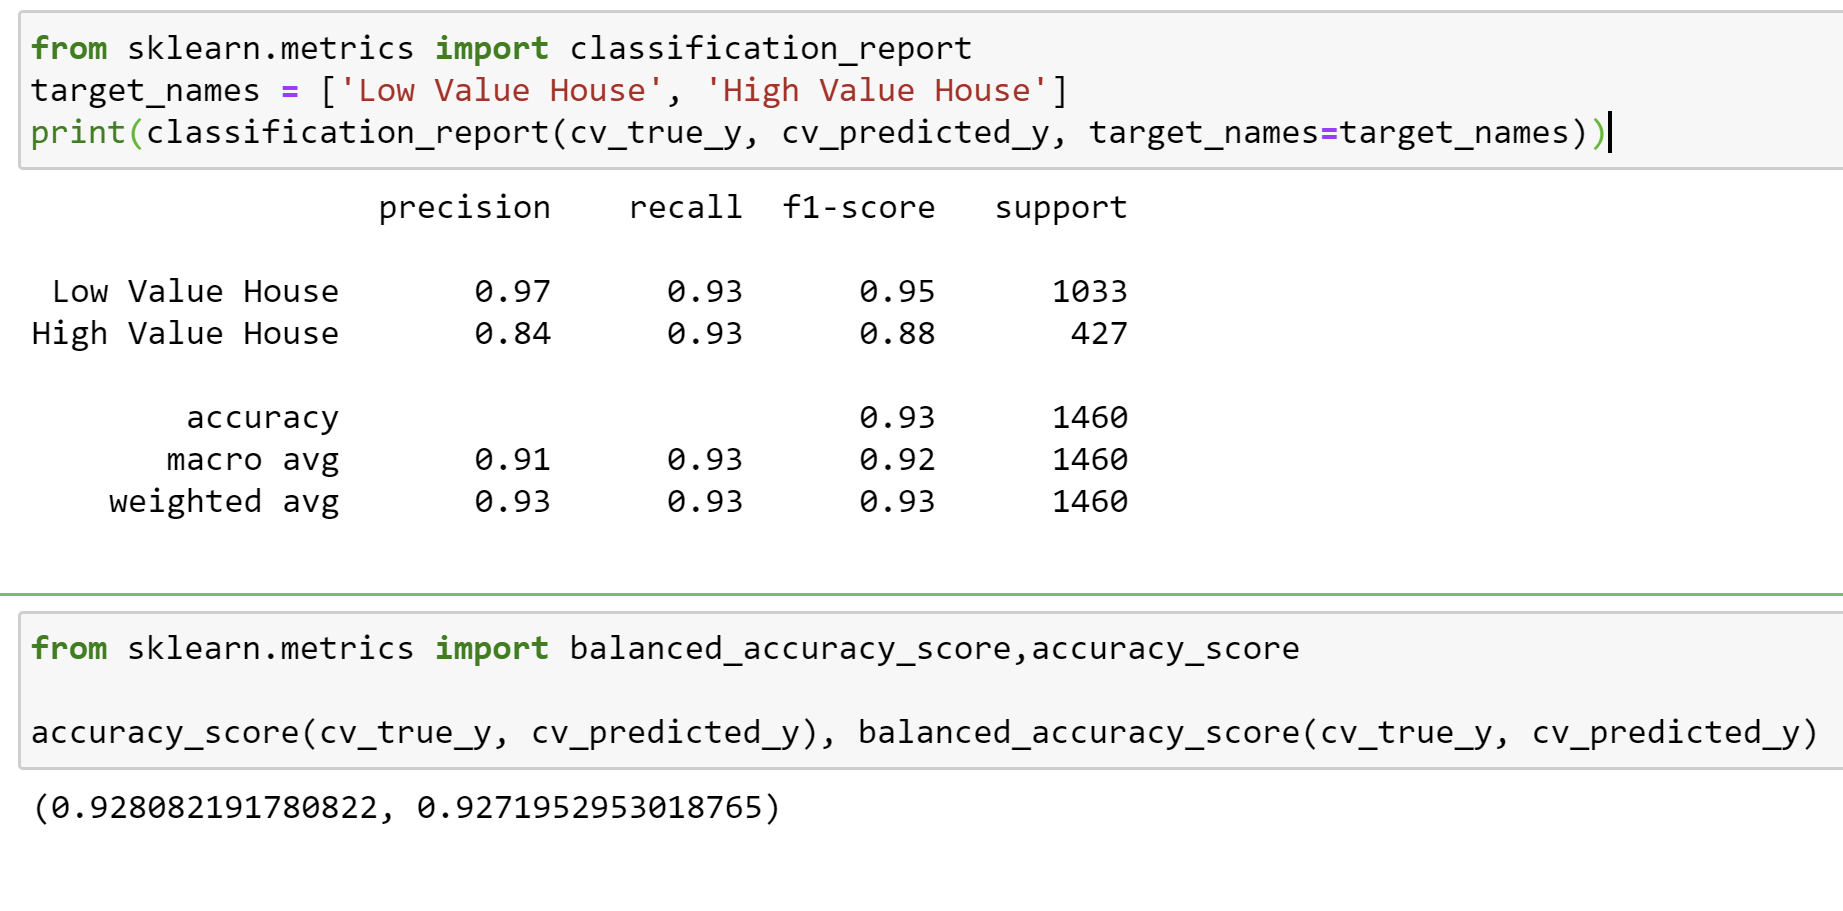 from sklearn.metrics import classification_report
target_names = ['Low Value House', 'High Value House']
print(classification_report(cv_true_y, cv_predicted_y, target_names=target_names))
precision recall f1-score support
Low Value House 0.97 0.93 0.95 1033
High Value House 0.84 0.93 0.88 427
accuracy 0.93 1460
macro avg 0.91 0.93 0.92 1460
weighted avg 0.93 0.93 0.93 1460
from sklearn.metrics import balanced_accuracy_score,accuracy_score
accuracy_score(cv_true_y, cv_predicted_y), balanced_accuracy_score(cv_true_y, cv_predicted_y)
(0.928082191780822, 0.9271952953018765)